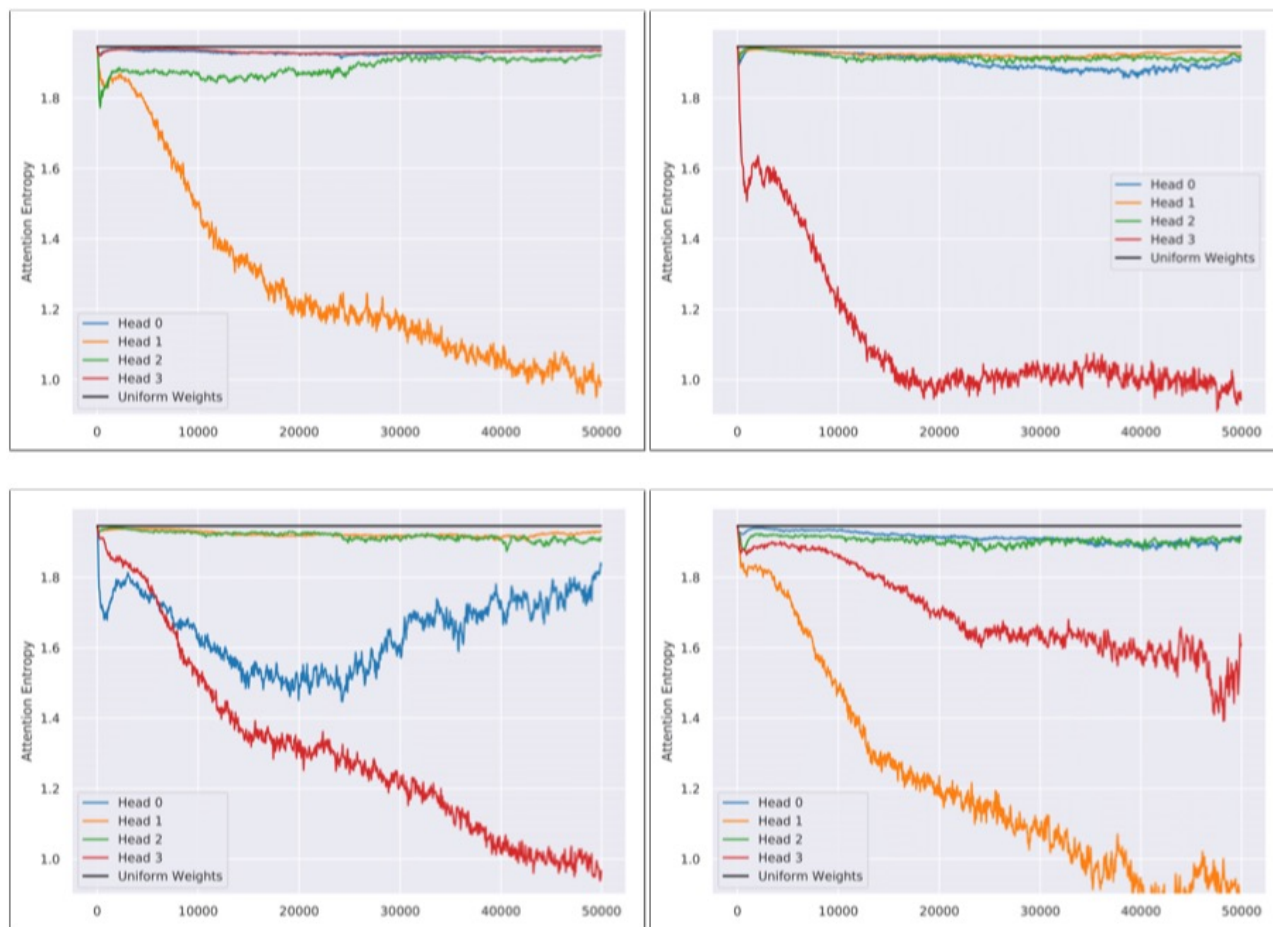 1.8
1.6
1.4
1.2
1.0
Attention Entropy
Head 0
Head 1
Head 2
Head 3
Uniform Weights
0 10000 20000 30000 40000 50000
1.8
1.6
1.4
1.2
1.0
Attention Entropy
Head 0
Head 1
Head 2
Head 3
Uniform Weights
0 10000 20000 30000 40000 50000
1.8
1.6
1.4
1.2
1.0
Attention Entropy
Head 0
Head 1
Head 2
Head 3
Uniform Weights
0 10000 20000 30000 40000 50000
1.8
1.6
1.4
1.2
1.0
Attention Entropy
Head 0
Head 1
Head 2
Head 3
Uniform Weights
0 10000 20000 30000 40000 50000